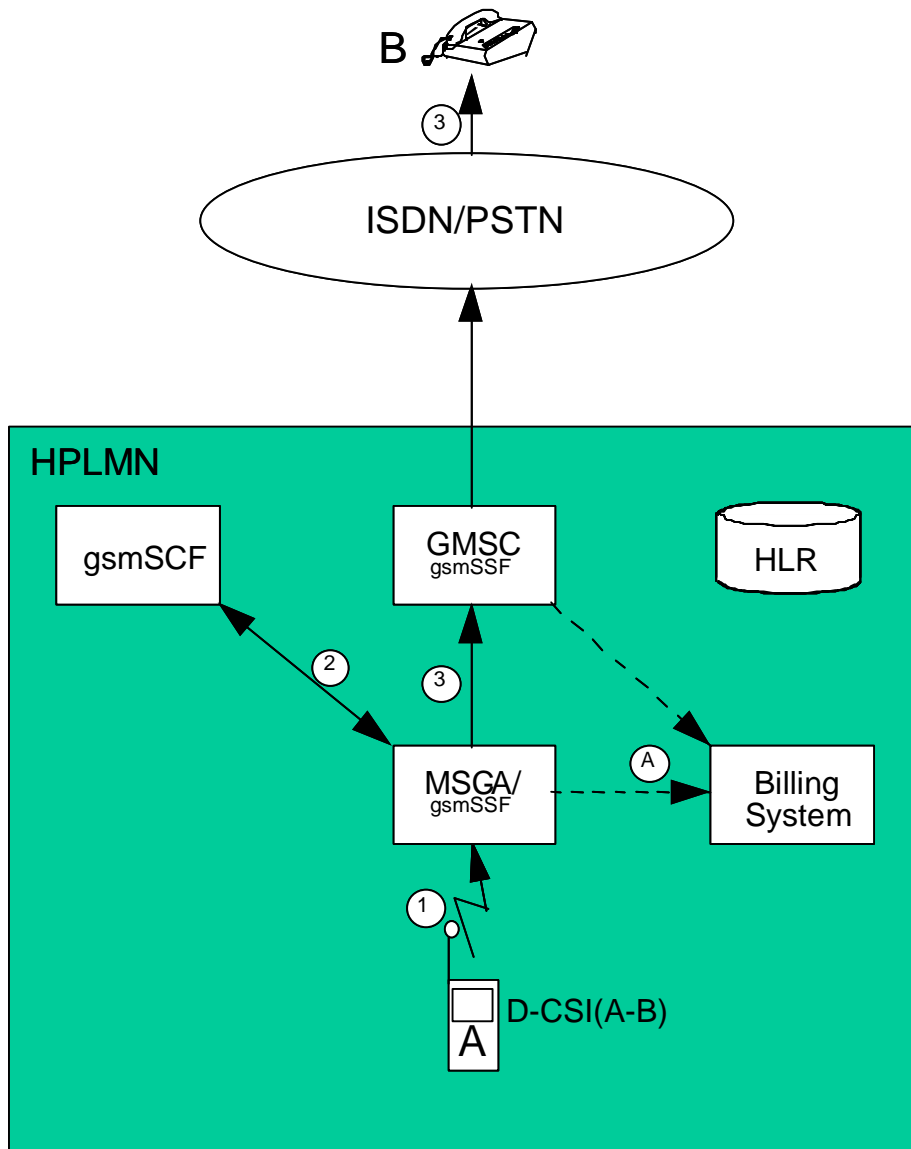 B
3
ISDN/PSTN
HPLMN
gsmSCF
GMSC
gsmSSF
HLR
2
3
A
MSCA/
gsmSSF
Billing
System
1
D-CSI(A-B)
A